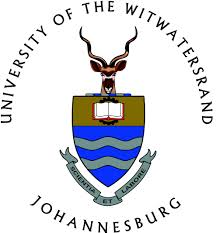 UNIVERSITY OF THE WITWATERSRAND
SCIENTIA ET LABORE
JOHANNESBURG